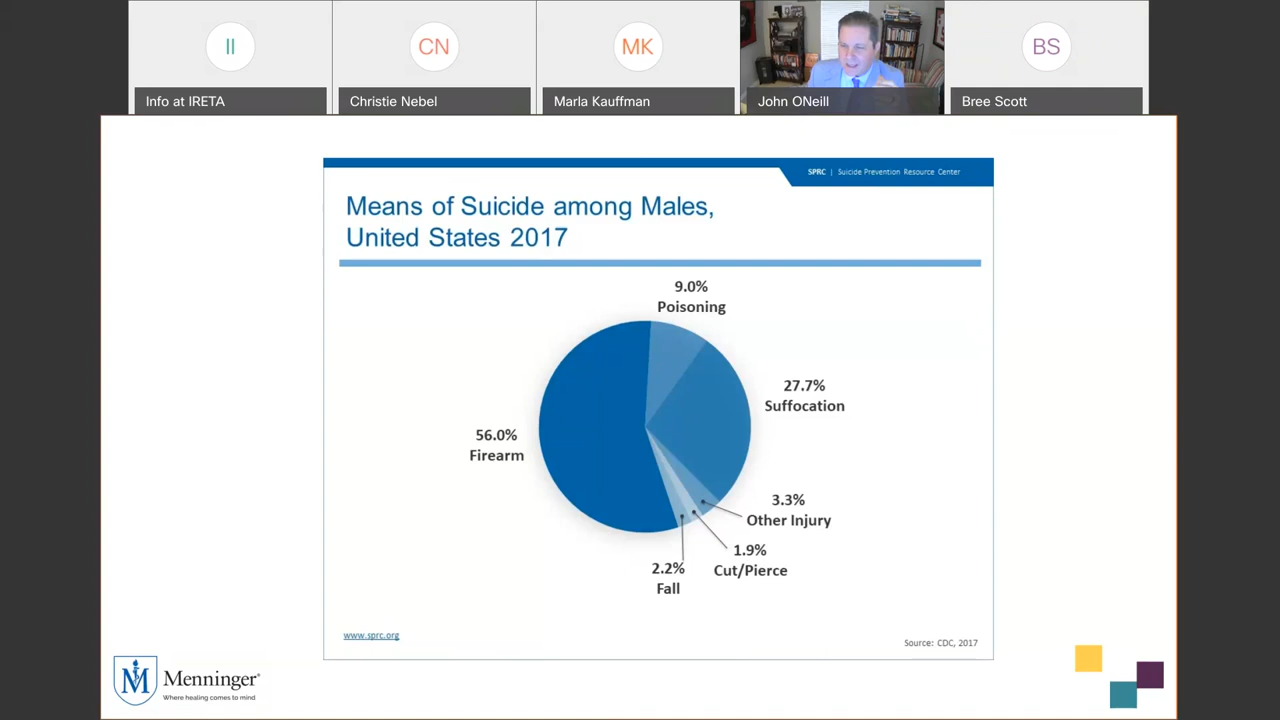 II
CN
MK
BS
Info at IRETA
Christie Nebel
Marla Kauffman
John ONeill
Bree Scott
SPRC | Suicide Prevention Resource Center
Means of Suicide among Males,
United States 2017
9.0%
Poisoning
27.7%
Suffocation
56.0%
Firearm
3.3%
Other Injury
1.9%
Cut/Pierce
2.2%
Fall
www.sprc.org
Source: CDC, 2017
M
Menninger®
Where healing comes to mind